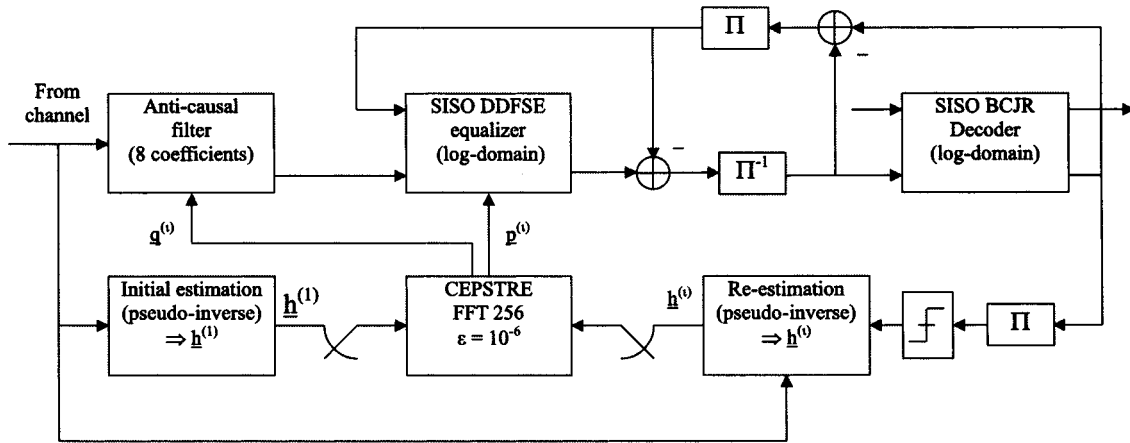 Π
−
From
channel
Anti-causal
filter
(8 coefficients)
SISO DDFSE
equalizer
(log-domain)
−
Π⁻¹
SISO BCJR
Decoder
(log-domain)
q⁽ᶥ⁾
p⁽ᶥ⁾
Initial estimation
(pseudo-inverse)
⇒ h⁽¹⁾
h⁽¹⁾
CEPSTRE
FFT 256
ε = 10⁻⁶
h⁽ᶥ⁾
Re-estimation
(pseudo-inverse)
⇒ h⁽ᶥ⁾
Π